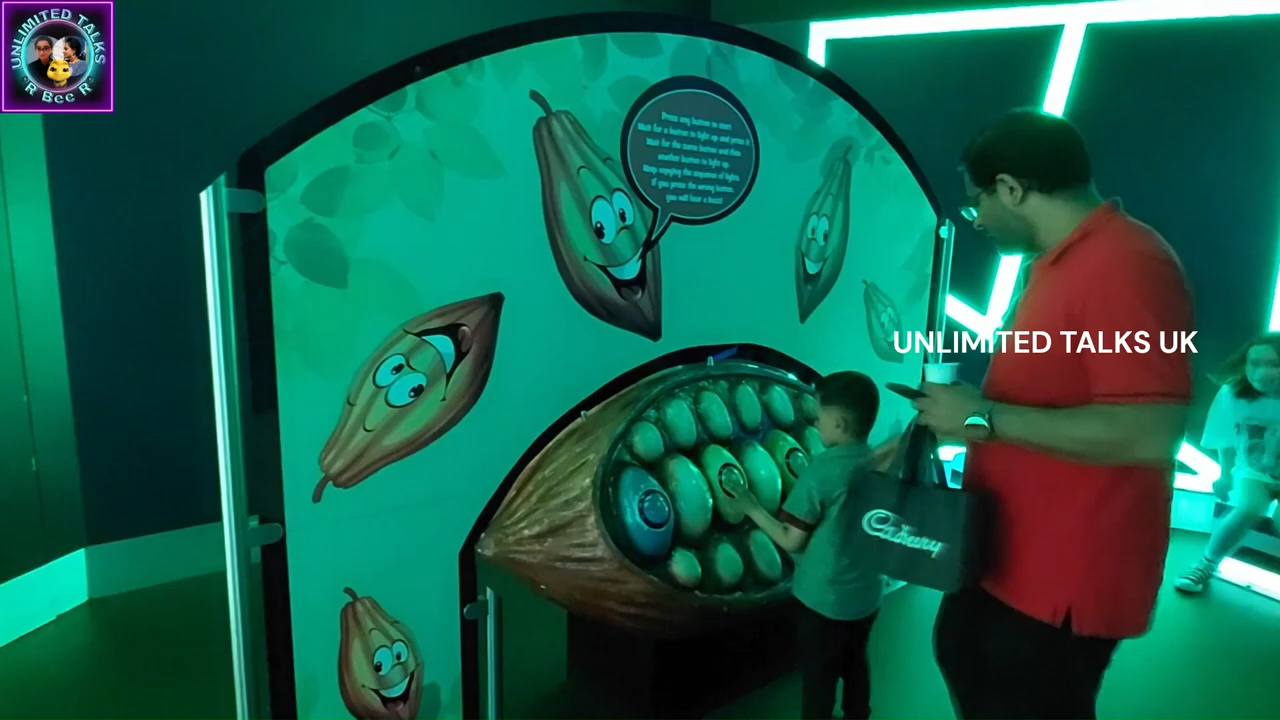 UNLIMITED TALKS
R Bee R
Press any button to start
Wait for a button to light up and press it
Wait for the same button and then
another button to light up.
Keep copying the sequence of lights.
If you press the wrong button,
you will hear a buzz!
UNLIMITED TALKS UK
Cadbury